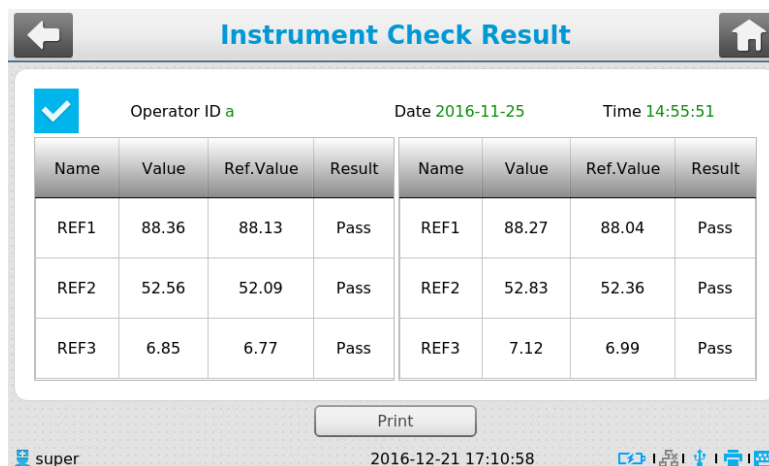 Instrument Check Result
Operator ID a Date 2016-11-25 Time 14:55:51
Name Value Ref.Value Result Name Value Ref.Value Result
REF1 88.36 88.13 Pass REF1 88.27 88.04 Pass
REF2 52.56 52.09 Pass REF2 52.83 52.36 Pass
REF3 6.85 6.77 Pass REF3 7.12 6.99 Pass
Print
super 2016-12-21 17:10:58